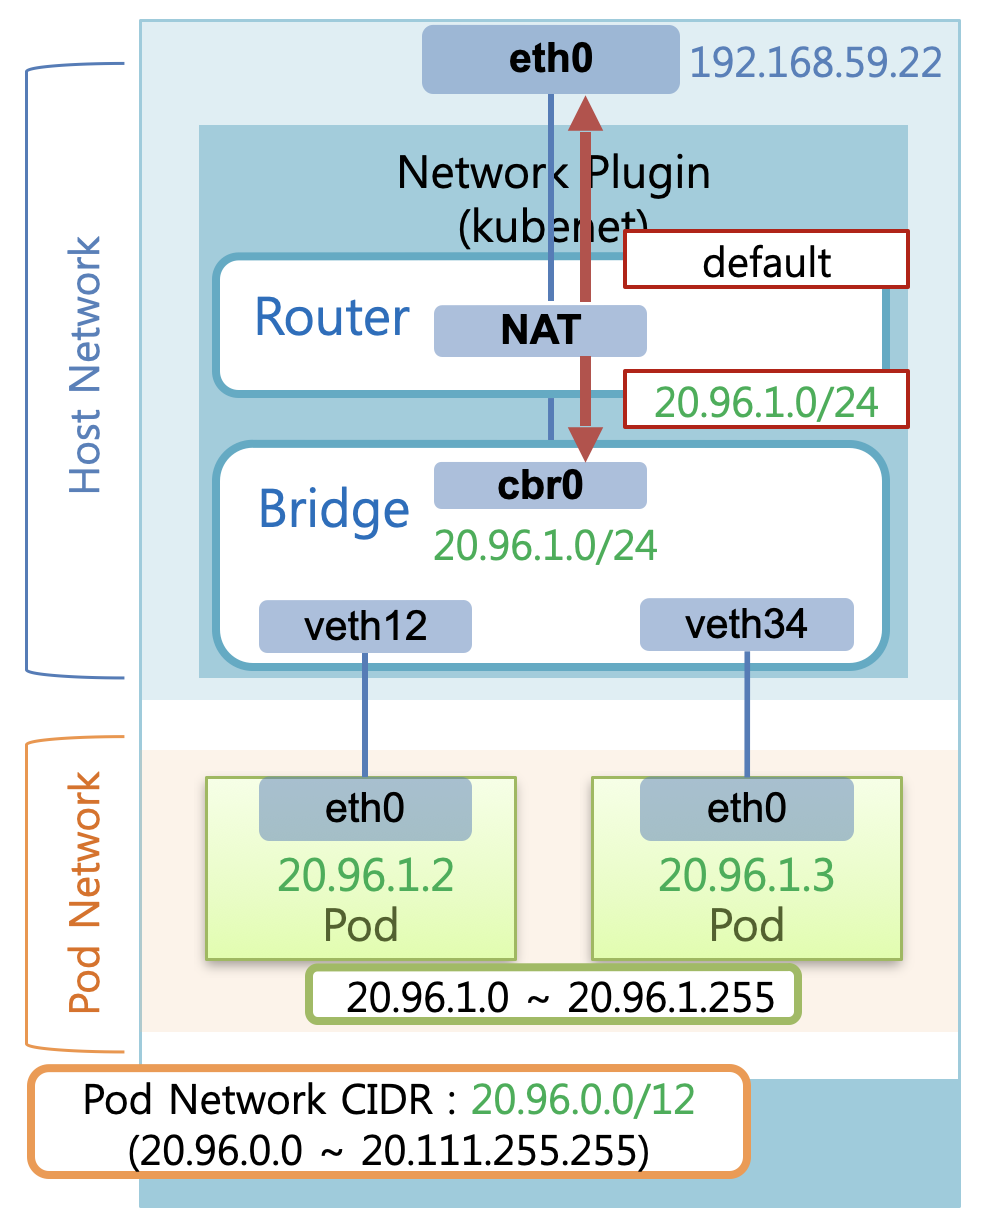 eth0
192.168.59.22
Host Network
Network Plugin
(kubenet)
default
Router
NAT
20.96.1.0/24
Bridge
cbr0
20.96.1.0/24
veth12
veth34
Pod Network
eth0
20.96.1.2
Pod
eth0
20.96.1.3
Pod
20.96.1.0 ~ 20.96.1.255
Pod Network CIDR : 20.96.0.0/12
(20.96.0.0 ~ 20.111.255.255)